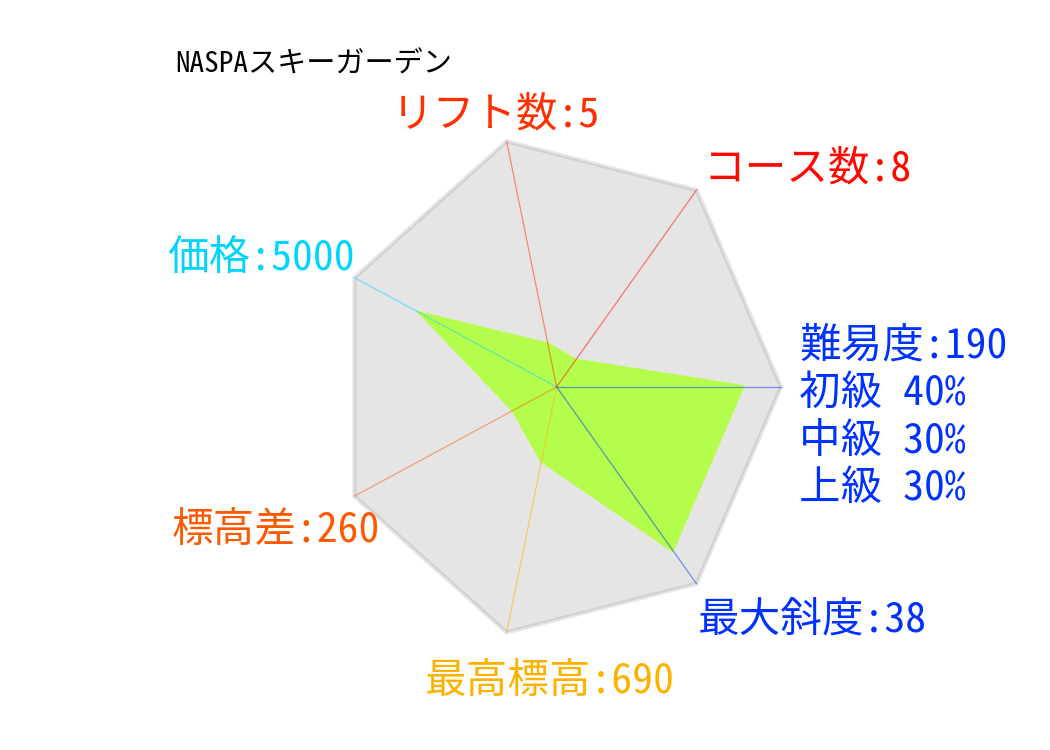 NASPAスキーガーデン
リフト数:5
コース数:8
価格:5000
難易度:190
初級 40%
中級 30%
上級 30%
標高差:260
最大斜度:38
最高標高:690